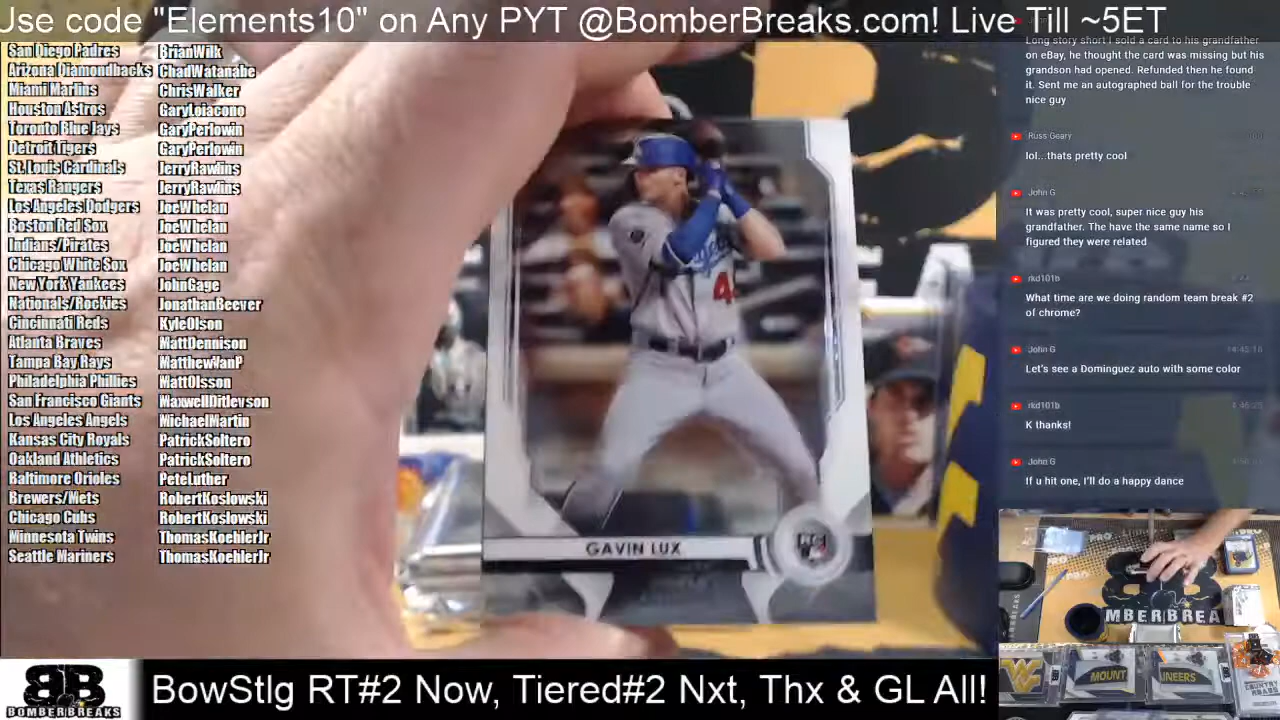 Use code "Elements10" on Any PYT @BomberBreaks.com! Live Till ~5ET
San Diego Padres BrianWilk
Arizona Diamondbacks ChadWatanabe
Miami Marlins ChrisWalker
Houston Astros GaryLoiacono
Toronto Blue Jays GaryPerlowin
Detroit Tigers GaryPerlowin
St. Louis Cardinals JerryRawlins
Texas Rangers JerryRawlins
Los Angeles Dodgers JoeWhelan
Boston Red Sox JoeWhelan
Indians/Pirates JoeWhelan
Chicago White Sox JoeWhelan
New York Yankees JohnGage
Nationals/Rockies JonathanBeever
Cincinnati Reds KyleOlson
Atlanta Braves MattDennison
Tampa Bay Rays MatthewVanP
Philadelphia Phillies MattOlsson
San Francisco Giants MaxwellDitlevson
Los Angeles Angels MichaelMartin
Kansas City Royals PatrickSoltero
Oakland Athletics PatrickSoltero
Baltimore Orioles PeteLuther
Brewers/Mets RobertKoslowski
Chicago Cubs RobertKoslowski
Minnesota Twins ThomasKoehlerJr
Seattle Mariners ThomasKoehlerJr
Angeles
4
GAVIN LUX
Long story short I sold a card to his grandfather
on eBay, he thought the card was missing but his
grandson had opened. Refunded then he found
it. Sent me an autographed ball for the trouble
nice guy
Russ Geary
lol...thats pretty cool
John G
It was pretty cool, super nice guy his
grandfather. The have the same name so I
figured they were related
rkd101b
What time are we doing random team break #2
of chrome?
John G
Let's see a Dominguez auto with some color
rkd101b
K thanks!
John G
If u hit one, I'll do a happy dance
MBERBREA
MOUNT
UNEERS
BB
BOMBERBREAKS
BowStlg RT#2 Now, Tiered#2 Nxt, Thx & GL All!